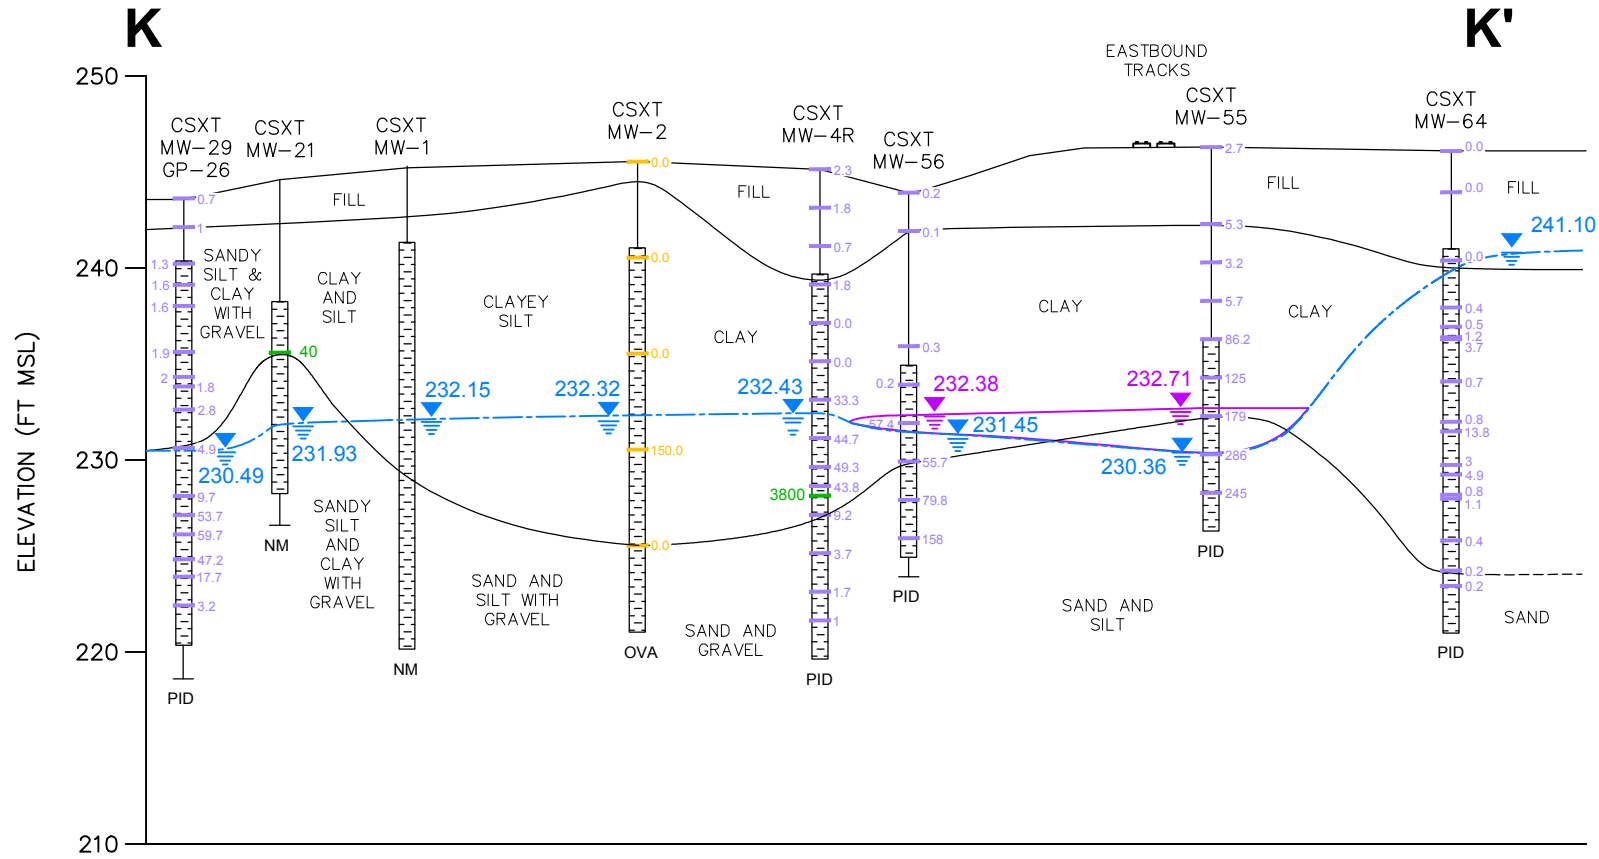 K
K'
EASTBOUND
TRACKS
250
240
230
220
210
ELEVATION (FT MSL)
CSXT
MW-29
GP-26
CSXT
MW-21
CSXT
MW-1
CSXT
MW-2
CSXT
MW-4R
CSXT
MW-56
CSXT
MW-55
CSXT
MW-64
FILL
FILL
FILL
FILL
SANDY
SILT &
CLAY
WITH
GRAVEL
CLAY
AND
SILT
CLAYEY
SILT
CLAY
CLAY
CLAY
SANDY
SILT
AND
CLAY
WITH
GRAVEL
SAND AND
SILT WITH
GRAVEL
SAND AND
GRAVEL
SAND AND
SILT
SAND
0.7
1
1.3
1.6
1.6
1.9
2
1.8
2.8
4.9
9.7
53.7
59.7
47.2
17.7
3.2
PID
230.49
40
231.93
NM
232.15
NM
0.0
0.0
0.0
150.0
0.0
232.32
OVA
2.3
1.8
0.7
1.8
0.0
0.0
33.3
44.7
49.3
43.8
3800
9.2
3.7
1.7
1
232.43
PID
0.2
0.1
0.3
0.2
57.4
55.7
79.8
158
232.38
231.45
PID
2.7
5.3
3.2
5.7
86.2
125
179
286
245
232.71
230.36
PID
0.0
0.0
0.0
0.4
0.5
1.2
3.7
0.7
0.8
13.8
3
4.9
0.8
1.1
0.4
0.2
0.2
241.10
PID